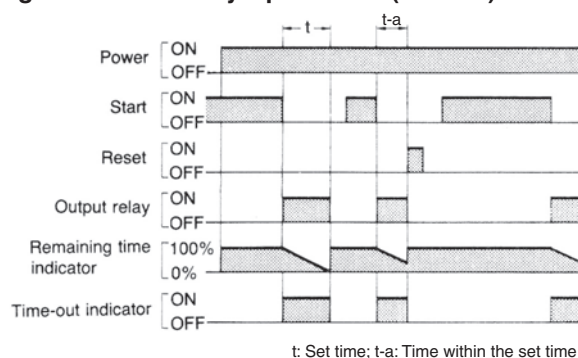 t
t-a
Power ON
OFF
Start ON
OFF
Reset ON
OFF
Output relay ON
OFF
Remaining time indicator 100%
0%
Time-out indicator ON
OFF
t: Set time; t-a: Time within the set time